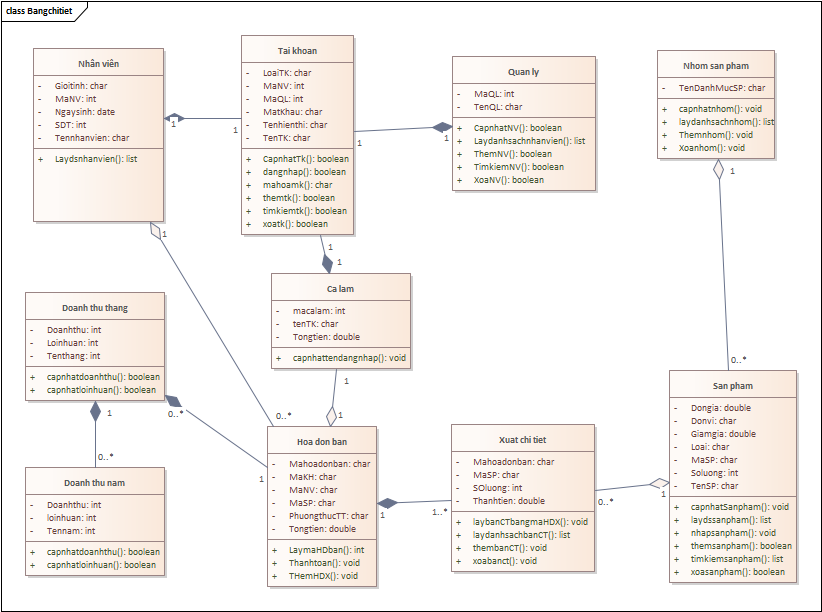 class Bangchitiet
Nhân viên
- Gioitinh: char
- MaNV: int
- Ngaysinh: date
- SDT: int
- Tennhanvien: char
+ Laydsnhanvien(): list
Tai khoan
- LoaiTK: char
- MaNV: int
- MaQL: int
- MatKhau: char
- Tenhienthi: char
- TenTK: char
+ CapnhatTk(): boolean
+ dangnhap(): boolean
+ mahoamk(): char
+ themtk(): boolean
+ timkiemtk(): boolean
+ xoatk(): boolean
Quan ly
- MaQL: int
- TenQL: char
+ CapnhatNV(): boolean
+ Laydanhsachnhanvien(): list
+ ThemNV(): boolean
+ TimkiemNV(): boolean
+ XoaNV(): boolean
Nhom san pham
- TenDanhMucSP: char
+ capnhatnhom(): void
+ laydanhsachnhom(): list
+ Themnhom(): void
+ Xoanhom(): void
1
1
1
1
1
1
1
1
Ca lam
- macalam: int
- tenTK: char
- Tongtien: double
+ capnhattendangnhap(): void
Doanh thu thang
- Doanhthu: int
- Loinhuan: int
- Tenthang: int
+ capnhatdoanhthu(): boolean
+ capnhatloinhuan(): boolean
1
0..*
0..*
1
0..*
1
1
0..*
Doanh thu nam
- Doanhthu: int
- loinhuan: int
- Tennam: int
+ capnhatdoanhthu(): boolean
+ capnhatloinhuan(): boolean
Hoa don ban
- Mahoadonban: char
- MaKH: char
- MaNV: char
- MaSP: char
- PhuongthucTT: char
- Tongtien: double
+ LaymaHDban(): int
+ Thanhtoan(): void
+ THemHDX(): void
1
1..*
Xuat chi tiet
- Mahoadonban: char
- MaSP: char
- SOluong: int
- Thanhtien: double
+ laybanCTbangmaHDX(): void
+ laydanhsachbanCT(): list
+ thembanCT(): void
+ xoabanct(): void
0..*
1
San pham
- Dongia: double
- Donvi: char
- Giamgia: double
- Loai: char
- MaSP: char
- Soluong: int
- TenSP: char
+ capnhatSanpham(): void
+ laydssanpham(): list
+ nhapsanpham(): void
+ themsanpham(): boolean
+ timkiemsanpham(): list
+ xoasanpham(): boolean